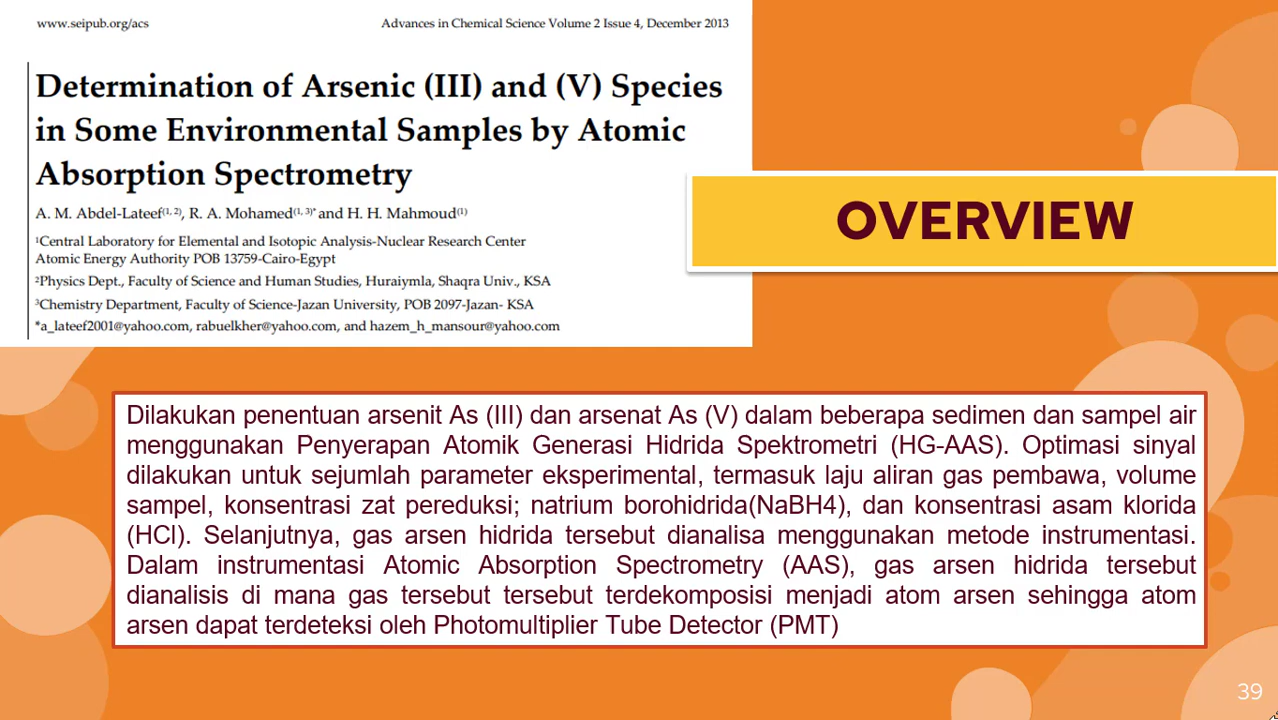 www.seipub.org/acs
Advances in Chemical Science Volume 2 Issue 4, December 2013
Determination of Arsenic (III) and (V) Species
in Some Environmental Samples by Atomic
Absorption Spectrometry
A. M. Abdel-Lateef(1, 2), R. A. Mohamed(1, 3)* and H. H. Mahmoud(1)
1Central Laboratory for Elemental and Isotopic Analysis-Nuclear Research Center
Atomic Energy Authority POB 13759-Cairo-Egypt
2Physics Dept., Faculty of Science and Human Studies, Huraiymla, Shaqra Univ., KSA
3Chemistry Department, Faculty of Science-Jazan University, POB 2097-Jazan- KSA
*a_lateef2001@yahoo.com, rabuelkher@yahoo.com, and hazem_h_mansour@yahoo.com
OVERVIEW
Dilakukan penentuan arsenit As (III) dan arsenat As (V) dalam beberapa sedimen dan sampel air
menggunakan Penyerapan Atomik Generasi Hidrida Spektrometri (HG-AAS). Optimasi sinyal
dilakukan untuk sejumlah parameter eksperimental, termasuk laju aliran gas pembawa, volume
sampel, konsentrasi zat pereduksi; natrium borohidrida(NaBH4), dan konsentrasi asam klorida
(HCl). Selanjutnya, gas arsen hidrida tersebut dianalisa menggunakan metode instrumentasi.
Dalam instrumentasi Atomic Absorption Spectrometry (AAS), gas arsen hidrida tersebut
dianalisis di mana gas tersebut tersebut terdekomposisi menjadi atom arsen sehingga atom
arsen dapat terdeteksi oleh Photomultiplier Tube Detector (PMT)
39